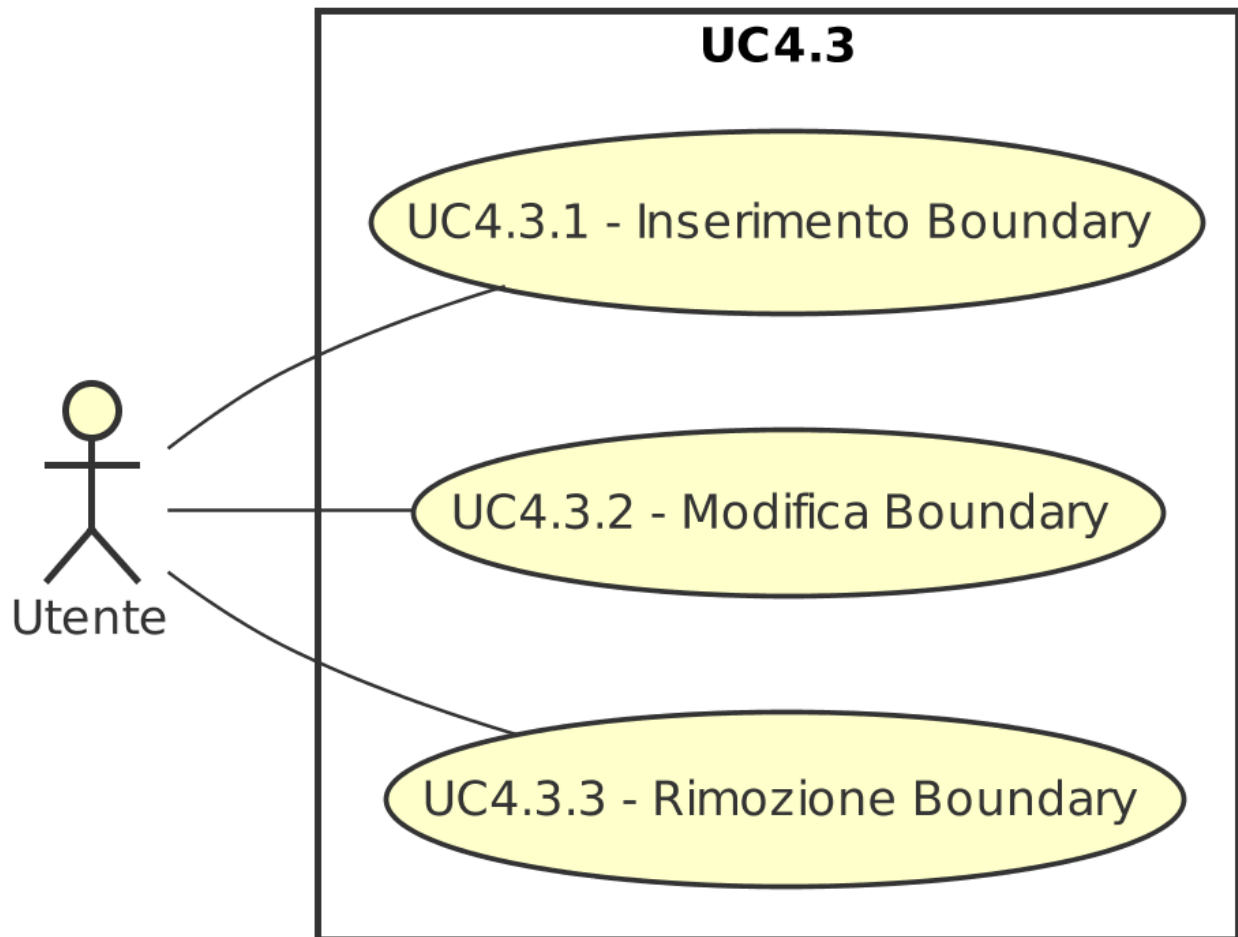 UC4.3
UC4.3.1 - Inserimento Boundary
UC4.3.2 - Modifica Boundary
Utente
UC4.3.3 - Rimozione Boundary